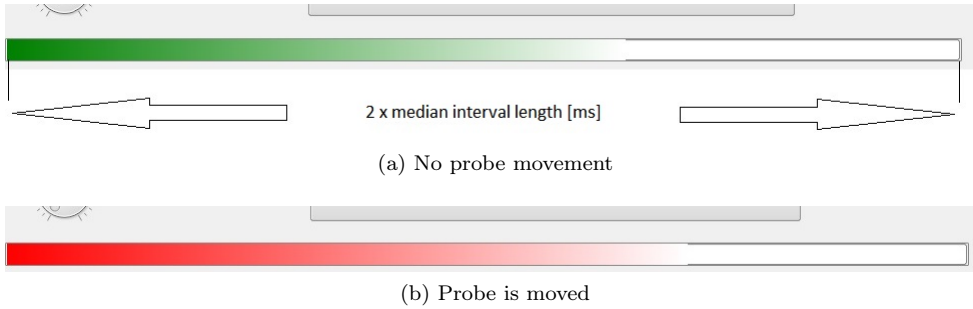 2 x median interval length [ms]
(a) No probe movement
(b) Probe is moved